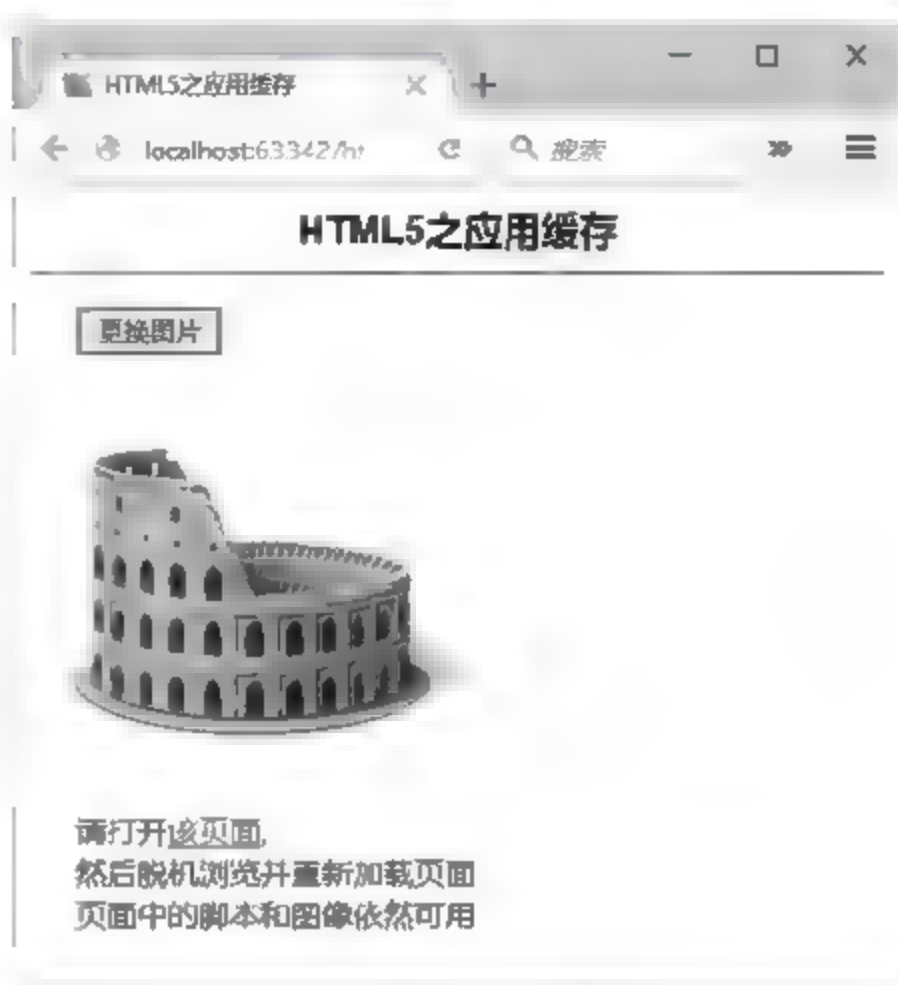 HTML5之应用缓存
localhost:63342/h
搜索
HTML5之应用缓存
更换图片
请打开该页面,
然后脱机浏览并重新加载页面
页面中的脚本和图像依然可用